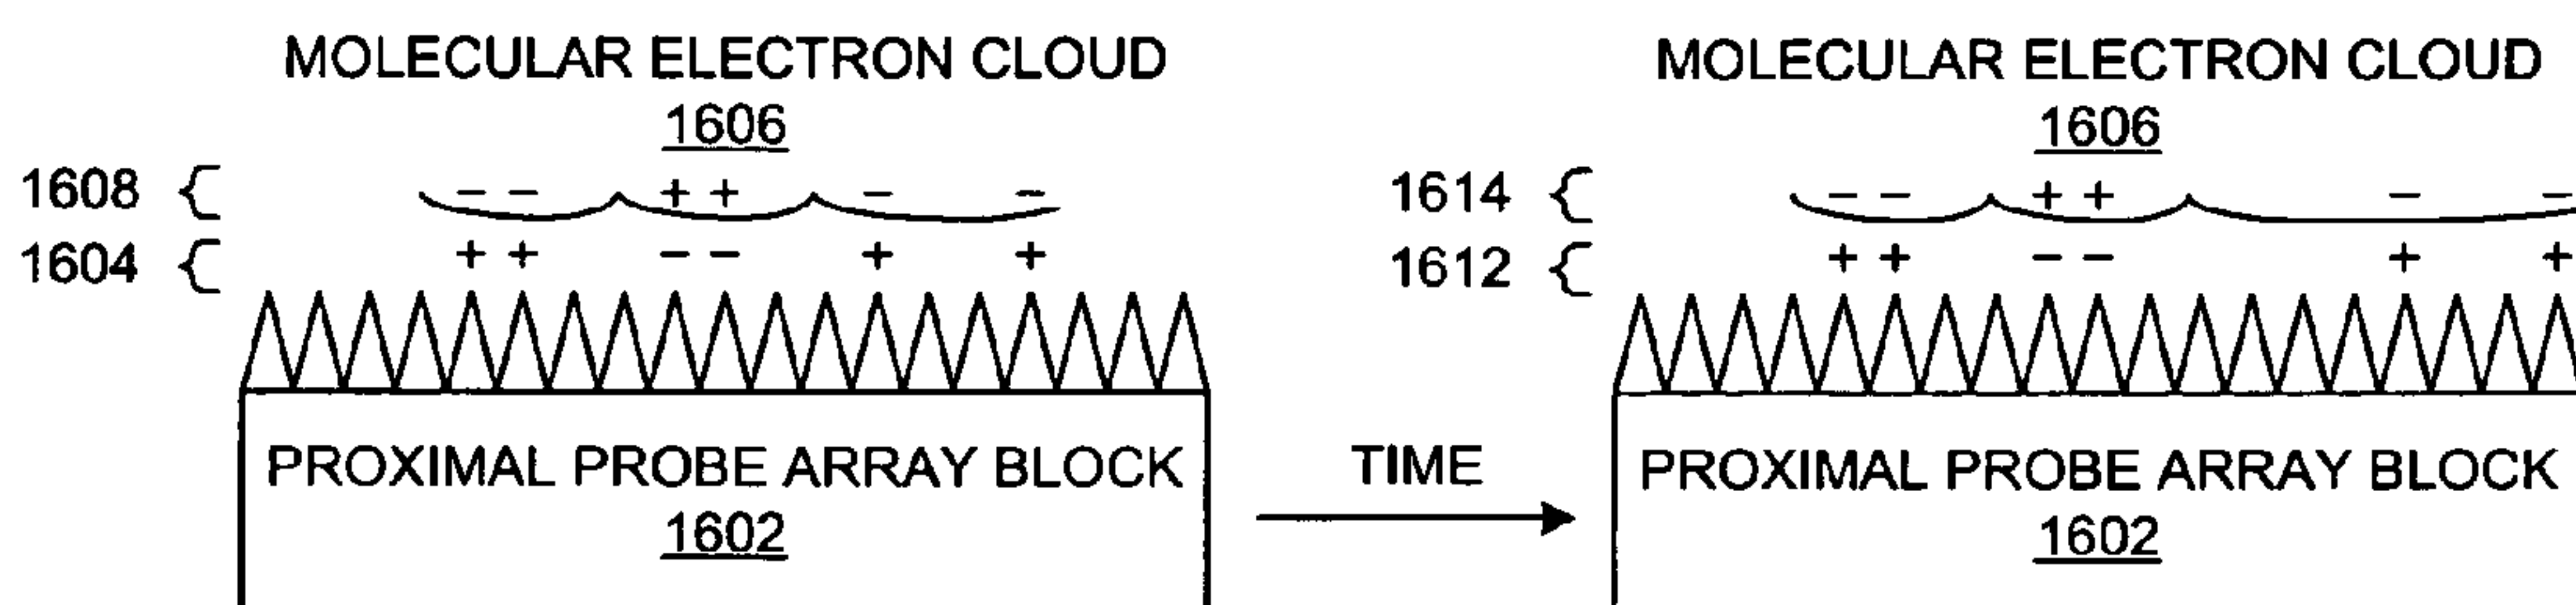 MOLECULAR ELECTRON CLOUD
1606
1608 { − − + + − −
1604 { + + − − + +
PROXIMAL PROBE ARRAY BLOCK
1602
TIME
MOLECULAR ELECTRON CLOUD
1606
1614 { − − + + − −
1612 { + + − − + +
PROXIMAL PROBE ARRAY BLOCK
1602